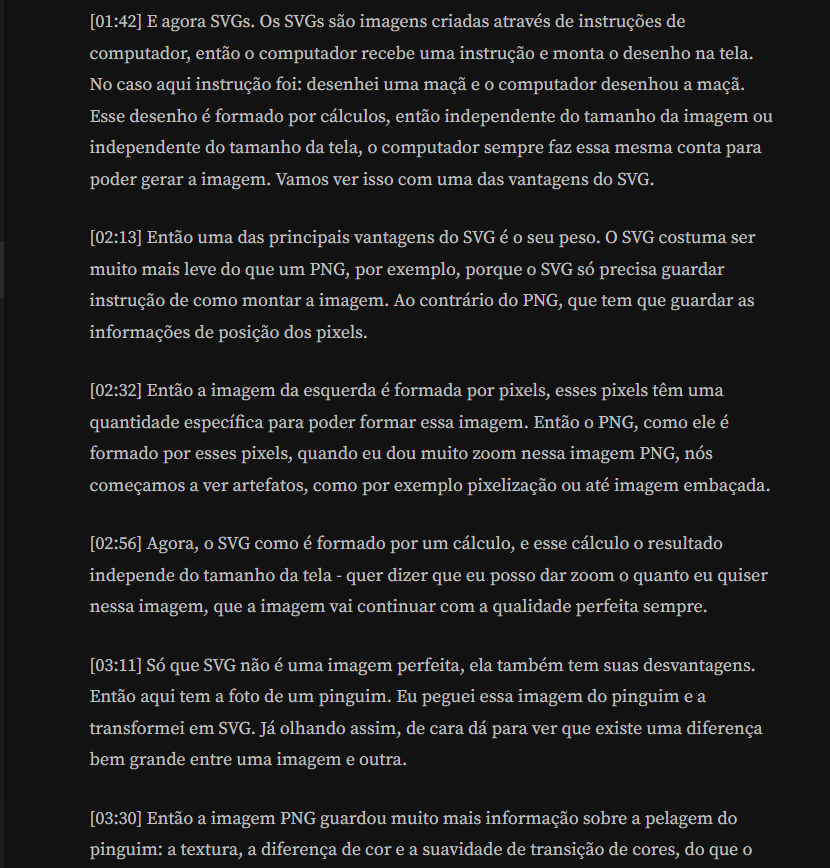 [01:42] E agora SVGs. Os SVGs são imagens criadas através de instruções de
computador, então o computador recebe uma instrução e monta o desenho na tela.
No caso aqui instrução foi: desenhei uma maçã e o computador desenhou a maçã.
Esse desenho é formado por cálculos, então independente do tamanho da imagem ou
independente do tamanho da tela, o computador sempre faz essa mesma conta para
poder gerar a imagem. Vamos ver isso com uma das vantagens do SVG.
[02:13] Então uma das principais vantagens do SVG é o seu peso. O SVG costuma ser
muito mais leve do que um PNG, por exemplo, porque o SVG só precisa guardar
instrução de como montar a imagem. Ao contrário do PNG, que tem que guardar as
informações de posição dos pixels.
[02:32] Então a imagem da esquerda é formada por pixels, esses pixels têm uma
quantidade específica para poder formar essa imagem. Então o PNG, como ele é
formado por esses pixels, quando eu dou muito zoom nessa imagem PNG, nós
começamos a ver artefatos, como por exemplo pixelização ou até imagem embaçada.
[02:56] Agora, o SVG como é formado por um cálculo, e esse cálculo o resultado
independe do tamanho da tela - quer dizer que eu posso dar zoom o quanto eu quiser
nessa imagem, que a imagem vai continuar com a qualidade perfeita sempre.
[03:11] Só que SVG não é uma imagem perfeita, ela também tem suas desvantagens.
Então aqui tem a foto de um pinguim. Eu peguei essa imagem do pinguim e a
transformei em SVG. Já olhando assim, de cara dá para ver que existe uma diferença
bem grande entre uma imagem e outra.
[03:30] Então a imagem PNG guardou muito mais informação sobre a pelagem do
pinguim: a textura, a diferença de cor e a suavidade de transição de cores, do que o